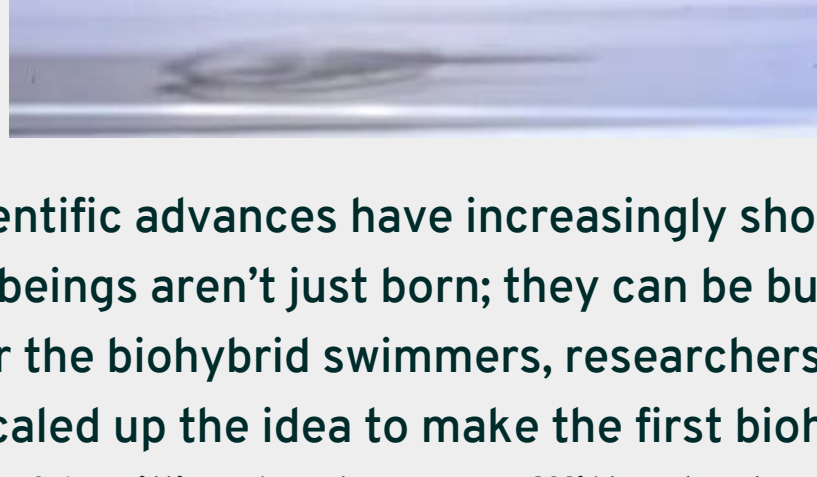 entific advances have increasingly sho
beings aren’t just born; they can be bu
r the biohybrid swimmers, researchers
caled up the idea to make the first bioh